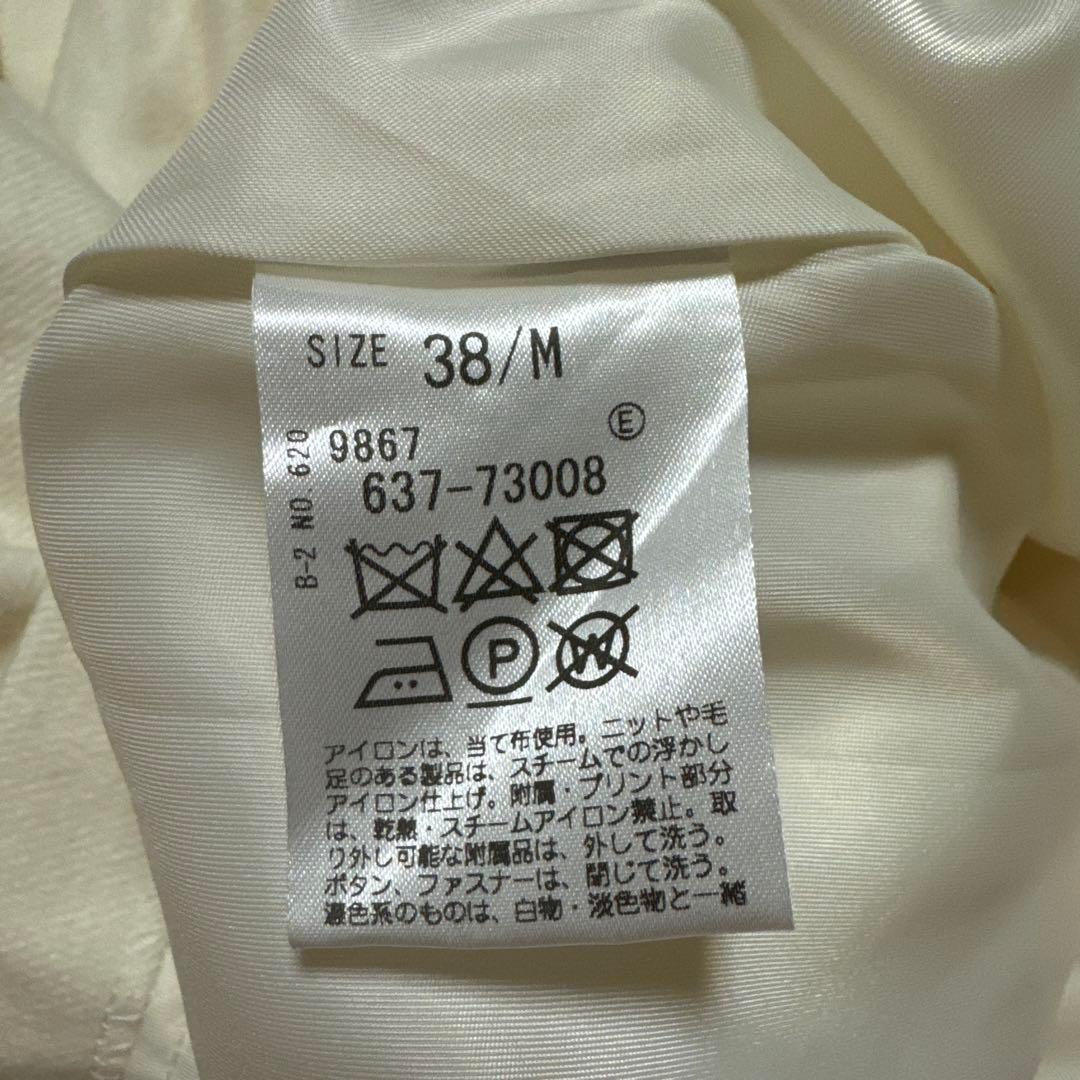 SIZE 38/M
Ⓔ
B-2 NO.620
9867
637-73008
P
W
アイロンは、当て布使用。ニットや毛
足のある製品は、スチームでの浮かし
アイロン仕上げ。附属・プリント部分
は、乾熱・スチームアイロン禁止。取
り外し可能な附属品は、外して洗う。
ボタン、ファスナーは、閉じて洗う。
濃色系のものは、白物・淡色物と一緒